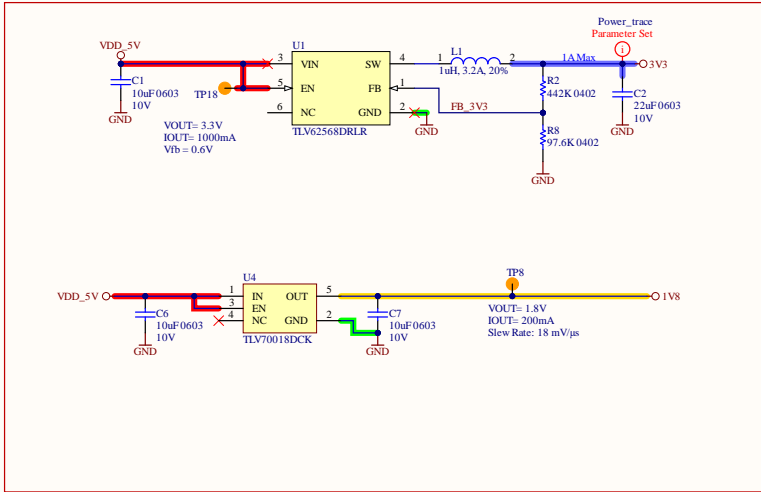 Power_trace
Parameter Set
i
VDD_5V
U1
3 VIN SW 4
1 L1 2
1uH, 3.2A, 20%
1A Max
3V3
C1
10uF 0603
10V
GND
TP18
5 EN FB 1
6 NC GND 2
TLV62568DRLR
FB_3V3
GND
R2
442K 0402
R8
97.6K 0402
GND
C2
22uF 0603
10V
GND
VOUT= 3.3V
IOUT= 1000mA
Vfb = 0.6V
VDD_5V
U4
1 IN OUT 5
3 EN
4 NC GND 2
TLV70018DCK
C6
10uF 0603
10V
GND
C7
10uF 0603
10V
GND
TP8
1V8
VOUT= 1.8V
IOUT= 200mA
Slew Rate: 18 mV/μs